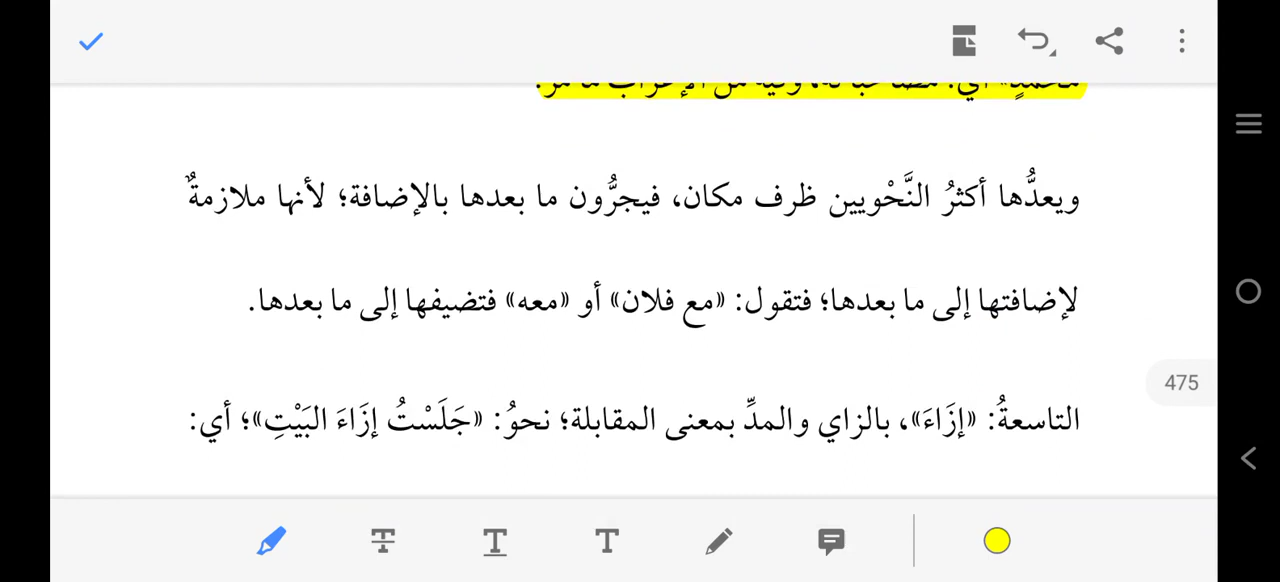 ويعدُّها أكثرُ النَّحْويين ظرف مكان، فيجرُّون ما بعدها بالإضافة؛ لأنها ملازمةٌ
لإضافتها إلى ما بعدها؛ فتقول: «مع فلان» أو «معه» فتضيفها إلى ما بعدها.
475
التاسعةُ: «إزَاءَ»، بالزاي والمدِّ بمعنى المقابلة؛ نحوُ: «جَلَسْتُ إزَاءَ البَيْتِ»؛ أي:
T T T